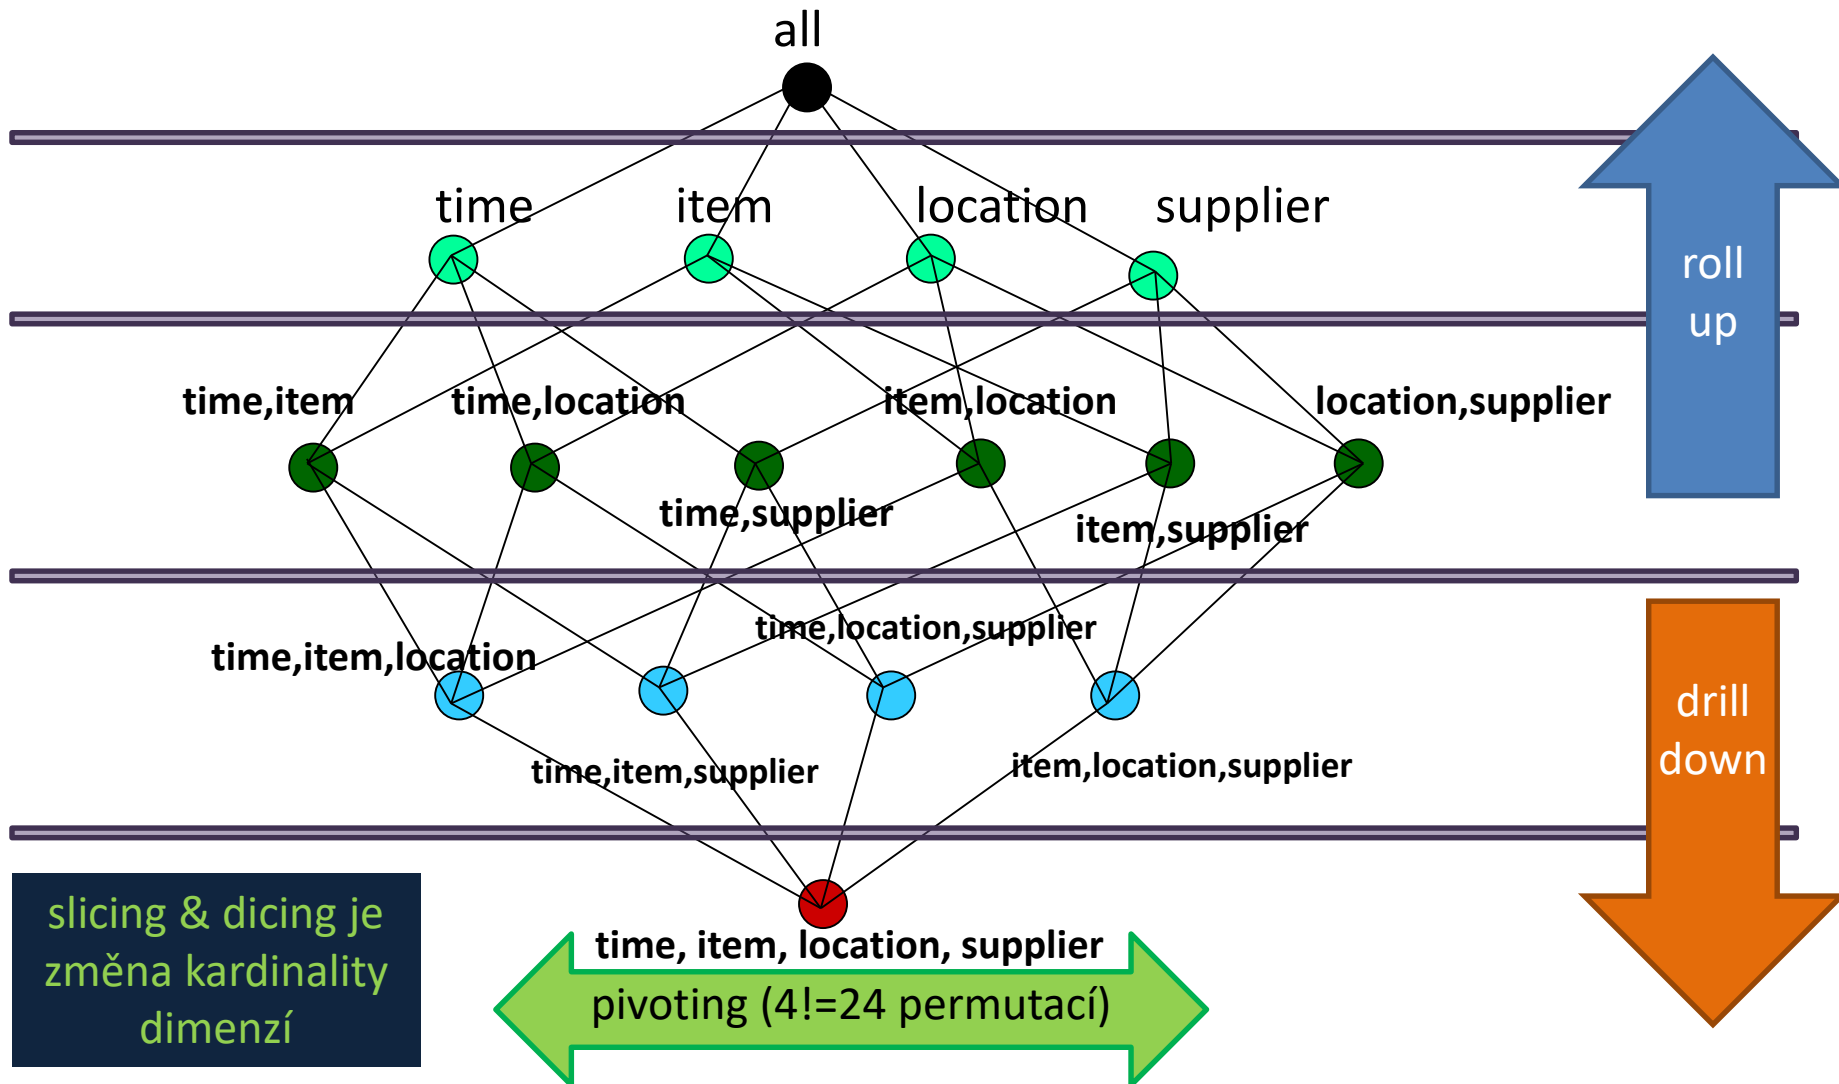 all
time
item
location
supplier
roll
up
time,item
time,location
item,location
location,supplier
time,supplier
item,supplier
time,location,supplier
time,item,location
drill
down
time,item,supplier
item,location,supplier
slicing & dicing je
změna kardinality
dimenzí
time, item, location, supplier
pivoting (4!=24 permutací)